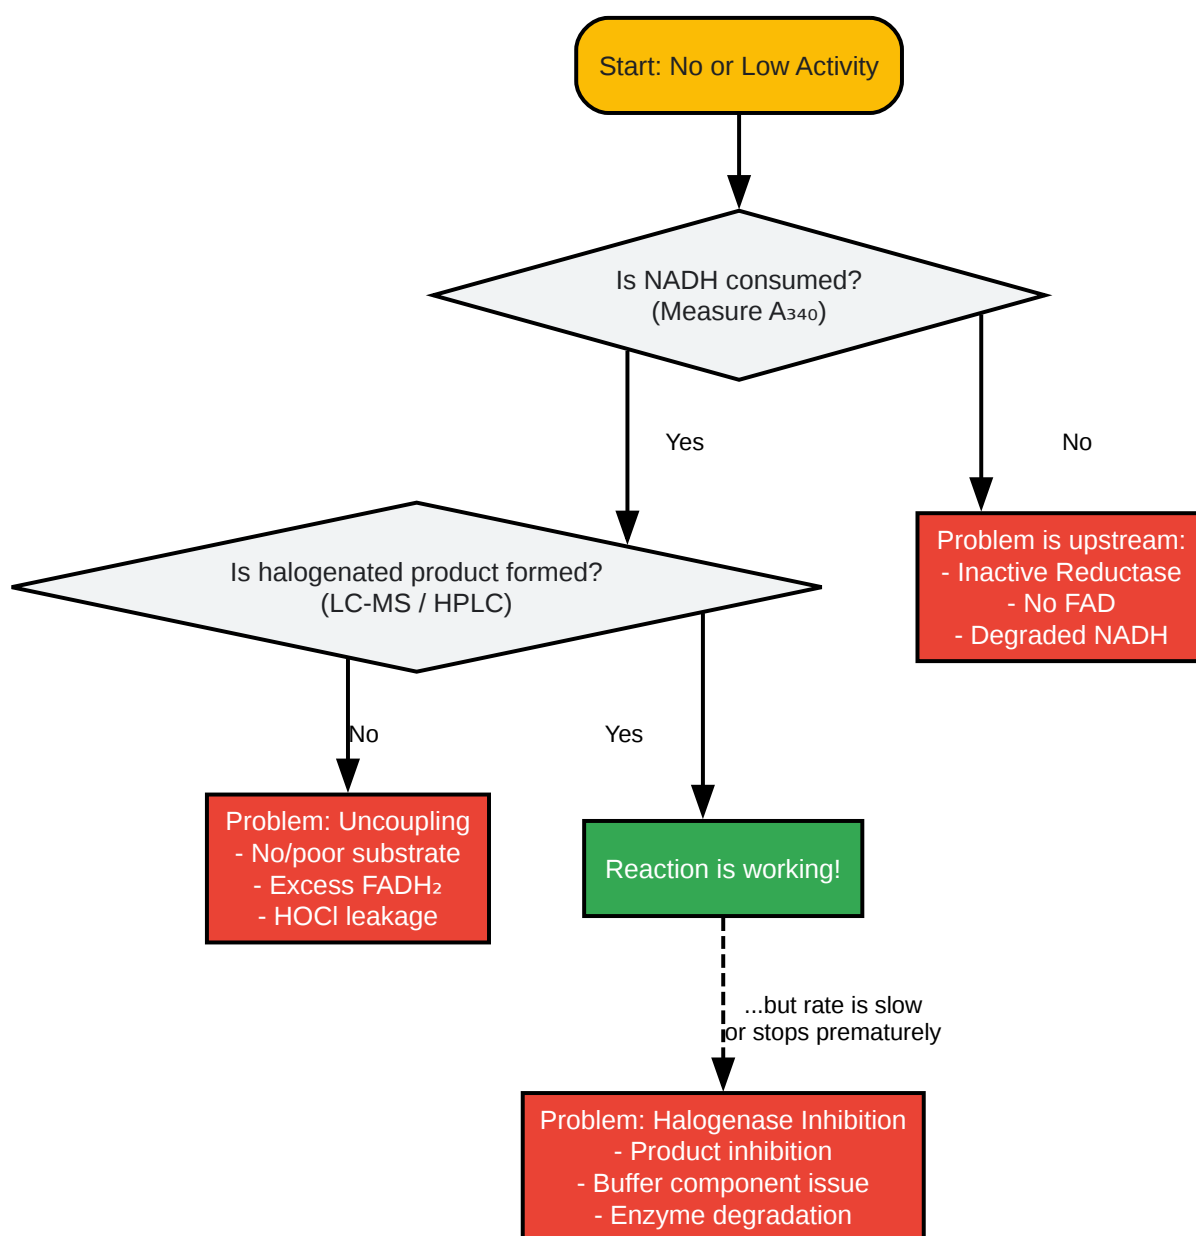 Start: No or Low Activity
Is NADH consumed?
(Measure A₃₄₀)
Yes
No
Is halogenated product formed?
(LC-MS / HPLC)
Problem is upstream:
- Inactive Reductase
- No FAD
- Degraded NADH
No
Yes
Problem: Uncoupling
- No/poor substrate
- Excess FADH₂
- HOCl leakage
Reaction is working!
...but rate is slow
or stops prematurely
Problem: Halogenase Inhibition
- Product inhibition
- Buffer component issue
- Enzyme degradation